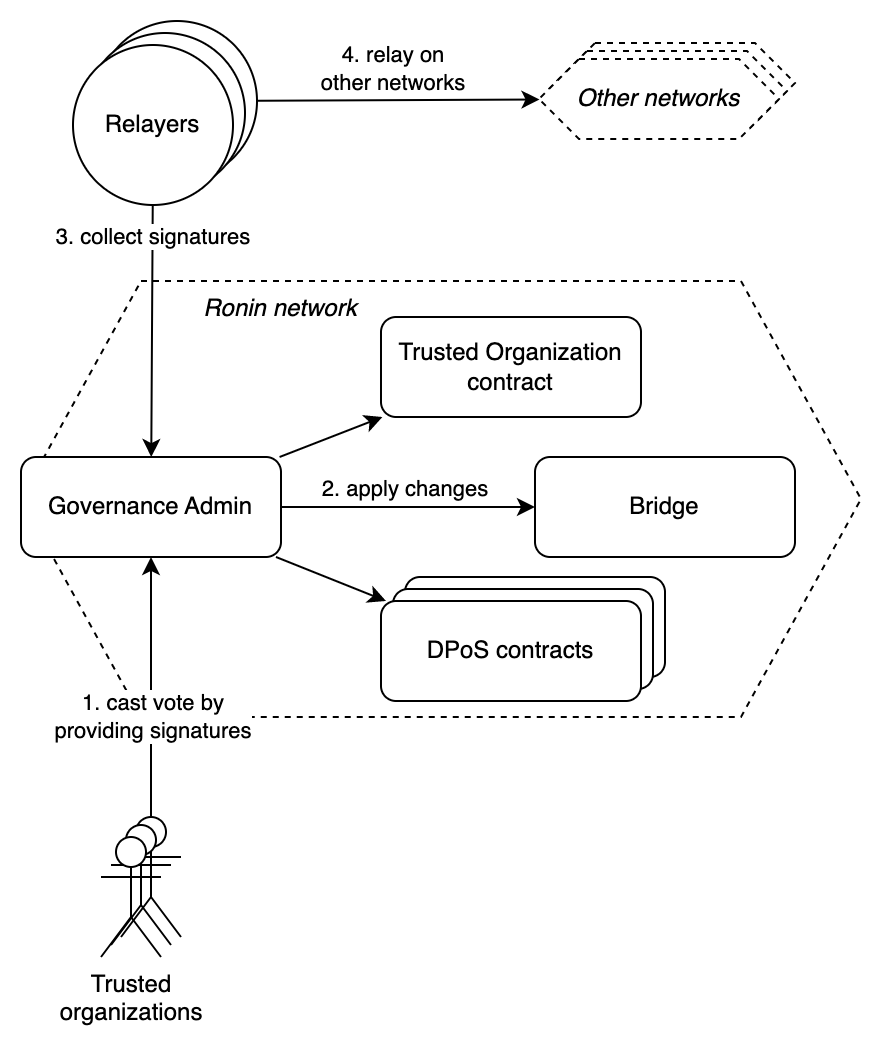 4. relay on
other networks
Other networks
Relayers
3. collect signatures
Ronin network
Trusted Organization
contract
2. apply changes
Governance Admin
Bridge
DPoS contracts
1. cast vote by
providing signatures
Trusted
organizations